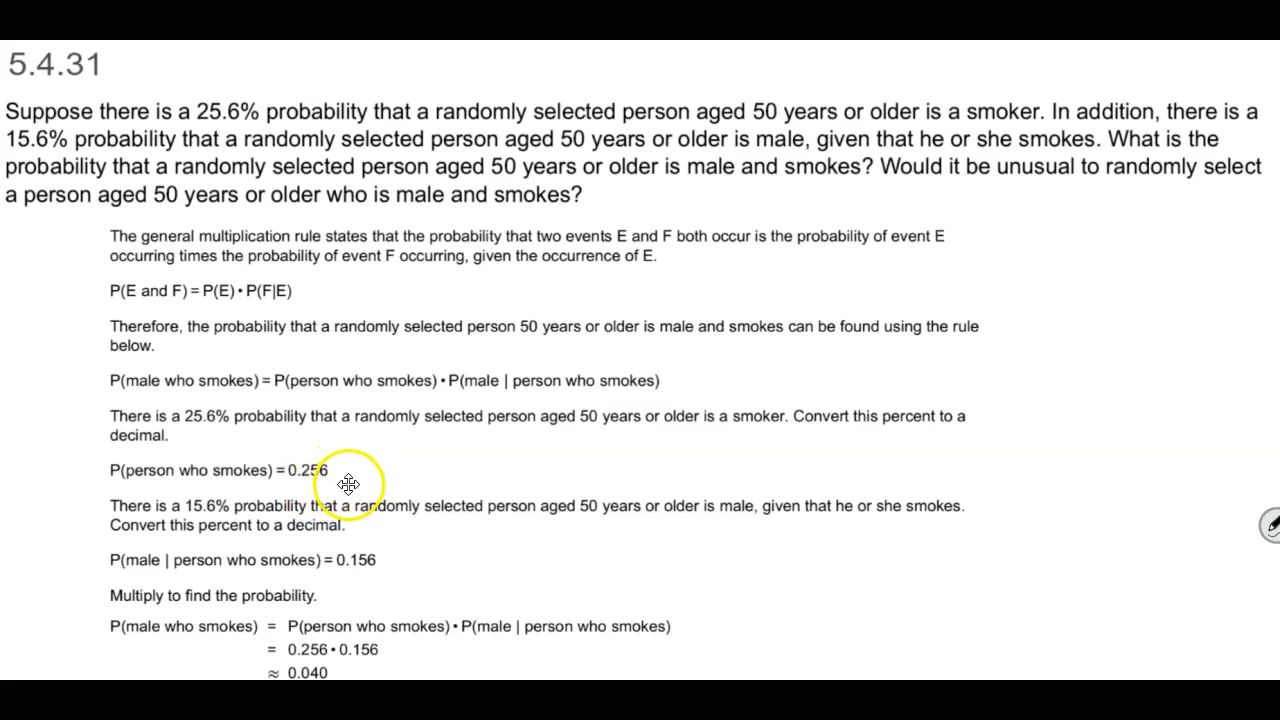 5.4.31
Suppose there is a 25.6% probability that a randomly selected person aged 50 years or older is a smoker. In addition, there is a
15.6% probability that a randomly selected person aged 50 years or older is male, given that he or she smokes. What is the
probability that a randomly selected person aged 50 years or older is male and smokes? Would it be unusual to randomly select
a person aged 50 years or older who is male and smokes?
The general multiplication rule states that the probability that two events E and F both occur is the probability of event E
occurring times the probability of event F occurring, given the occurrence of E.
P(E and F) = P(E) • P(F|E)
Therefore, the probability that a randomly selected person 50 years or older is male and smokes can be found using the rule
below.
P(male who smokes) = P(person who smokes) • P(male | person who smokes)
There is a 25.6% probability that a randomly selected person aged 50 years or older is a smoker. Convert this percent to a
decimal.
P(person who smokes) = 0.256
There is a 15.6% probability that a randomly selected person aged 50 years or older is male, given that he or she smokes.
Convert this percent to a decimal.
P(male | person who smokes) = 0.156
Multiply to find the probability.
P(male who smokes) = P(person who smokes) • P(male | person who smokes)
= 0.256 • 0.156
≈ 0.040